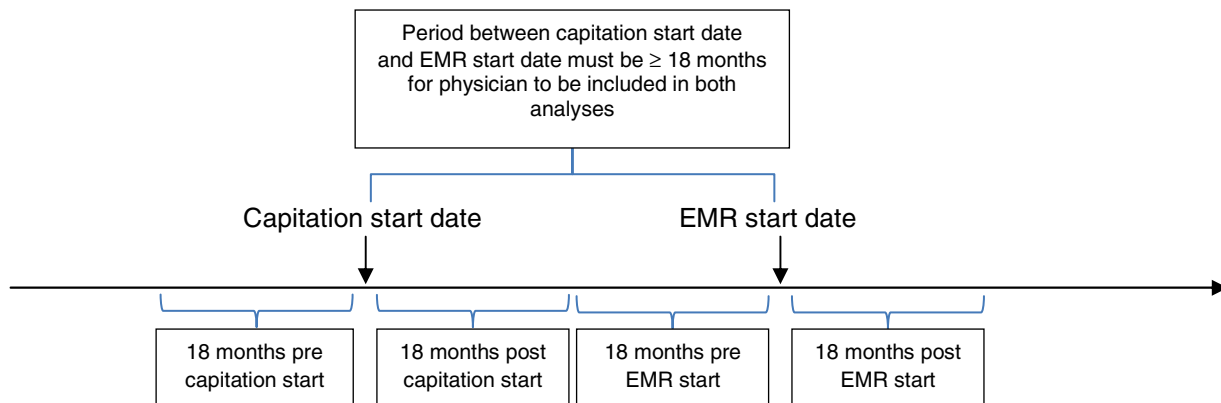 Period between capitation start date
and EMR start date must be ≥ 18 months
for physician to be included in both
analyses
Capitation start date
EMR start date
18 months pre
capitation start
18 months post
capitation start
18 months pre
EMR start
18 months post
EMR start